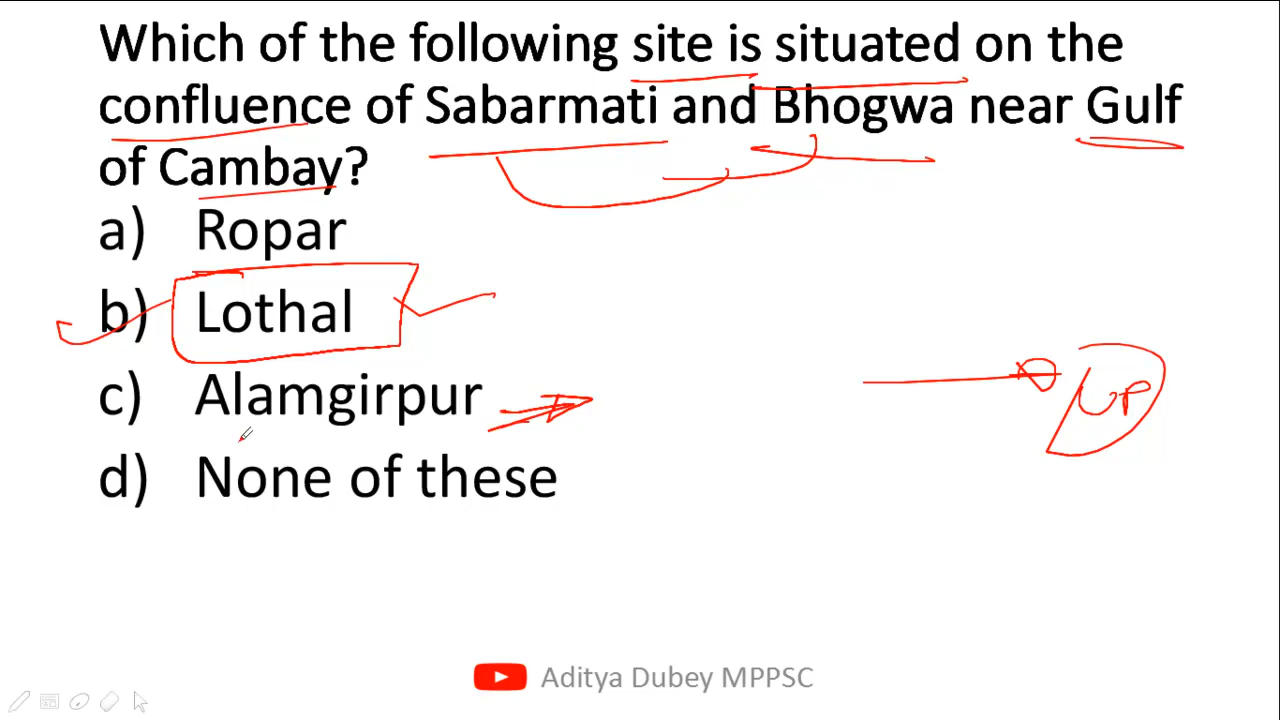 Which of the following site is situated on the
confluence of Sabarmati and Bhogwa near Gulf
of Cambay?
a) Ropar
b) Lothal
c) Alamgirpur
UP
d) None of these
Aditya Dubey MPPSC